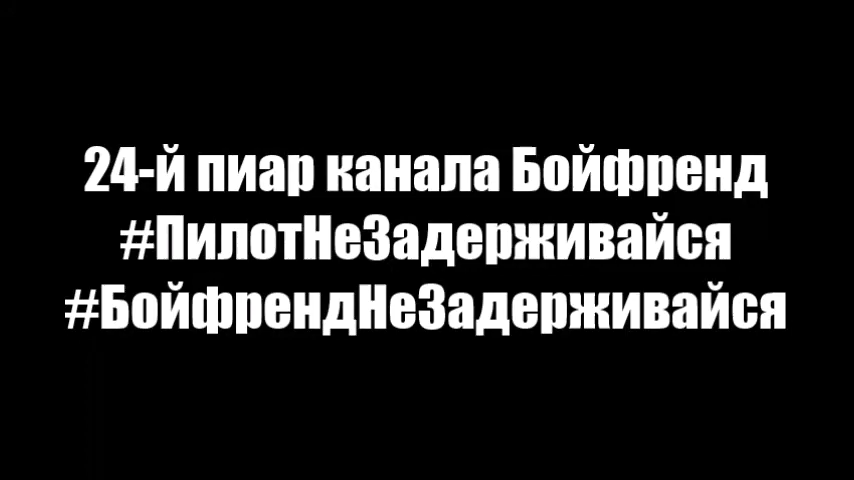 24-й пиар канала Бойфренд
#ПилотНеЗадерживайся
#БойфрендНеЗадерживайся